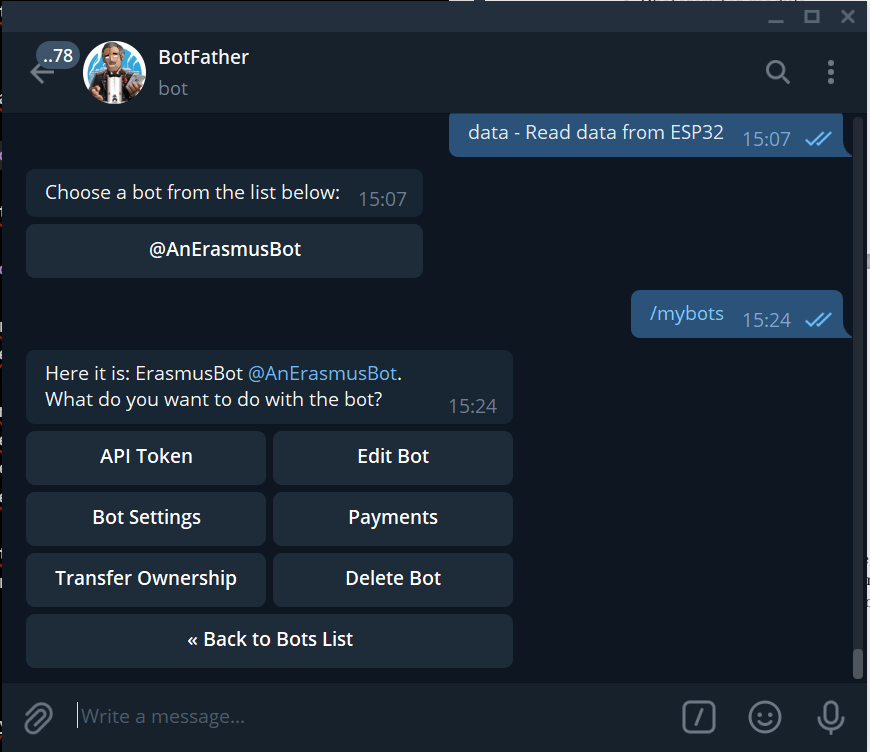 ..78
BotFather
bot
data - Read data from ESP32 15:07
Choose a bot from the list below: 15:07
@AnErasmusBot
/mybots 15:24
Here it is: ErasmusBot @AnErasmusBot.
What do you want to do with the bot? 15:24
API Token
Edit Bot
Bot Settings
Payments
Transfer Ownership
Delete Bot
« Back to Bots List
Write a message...